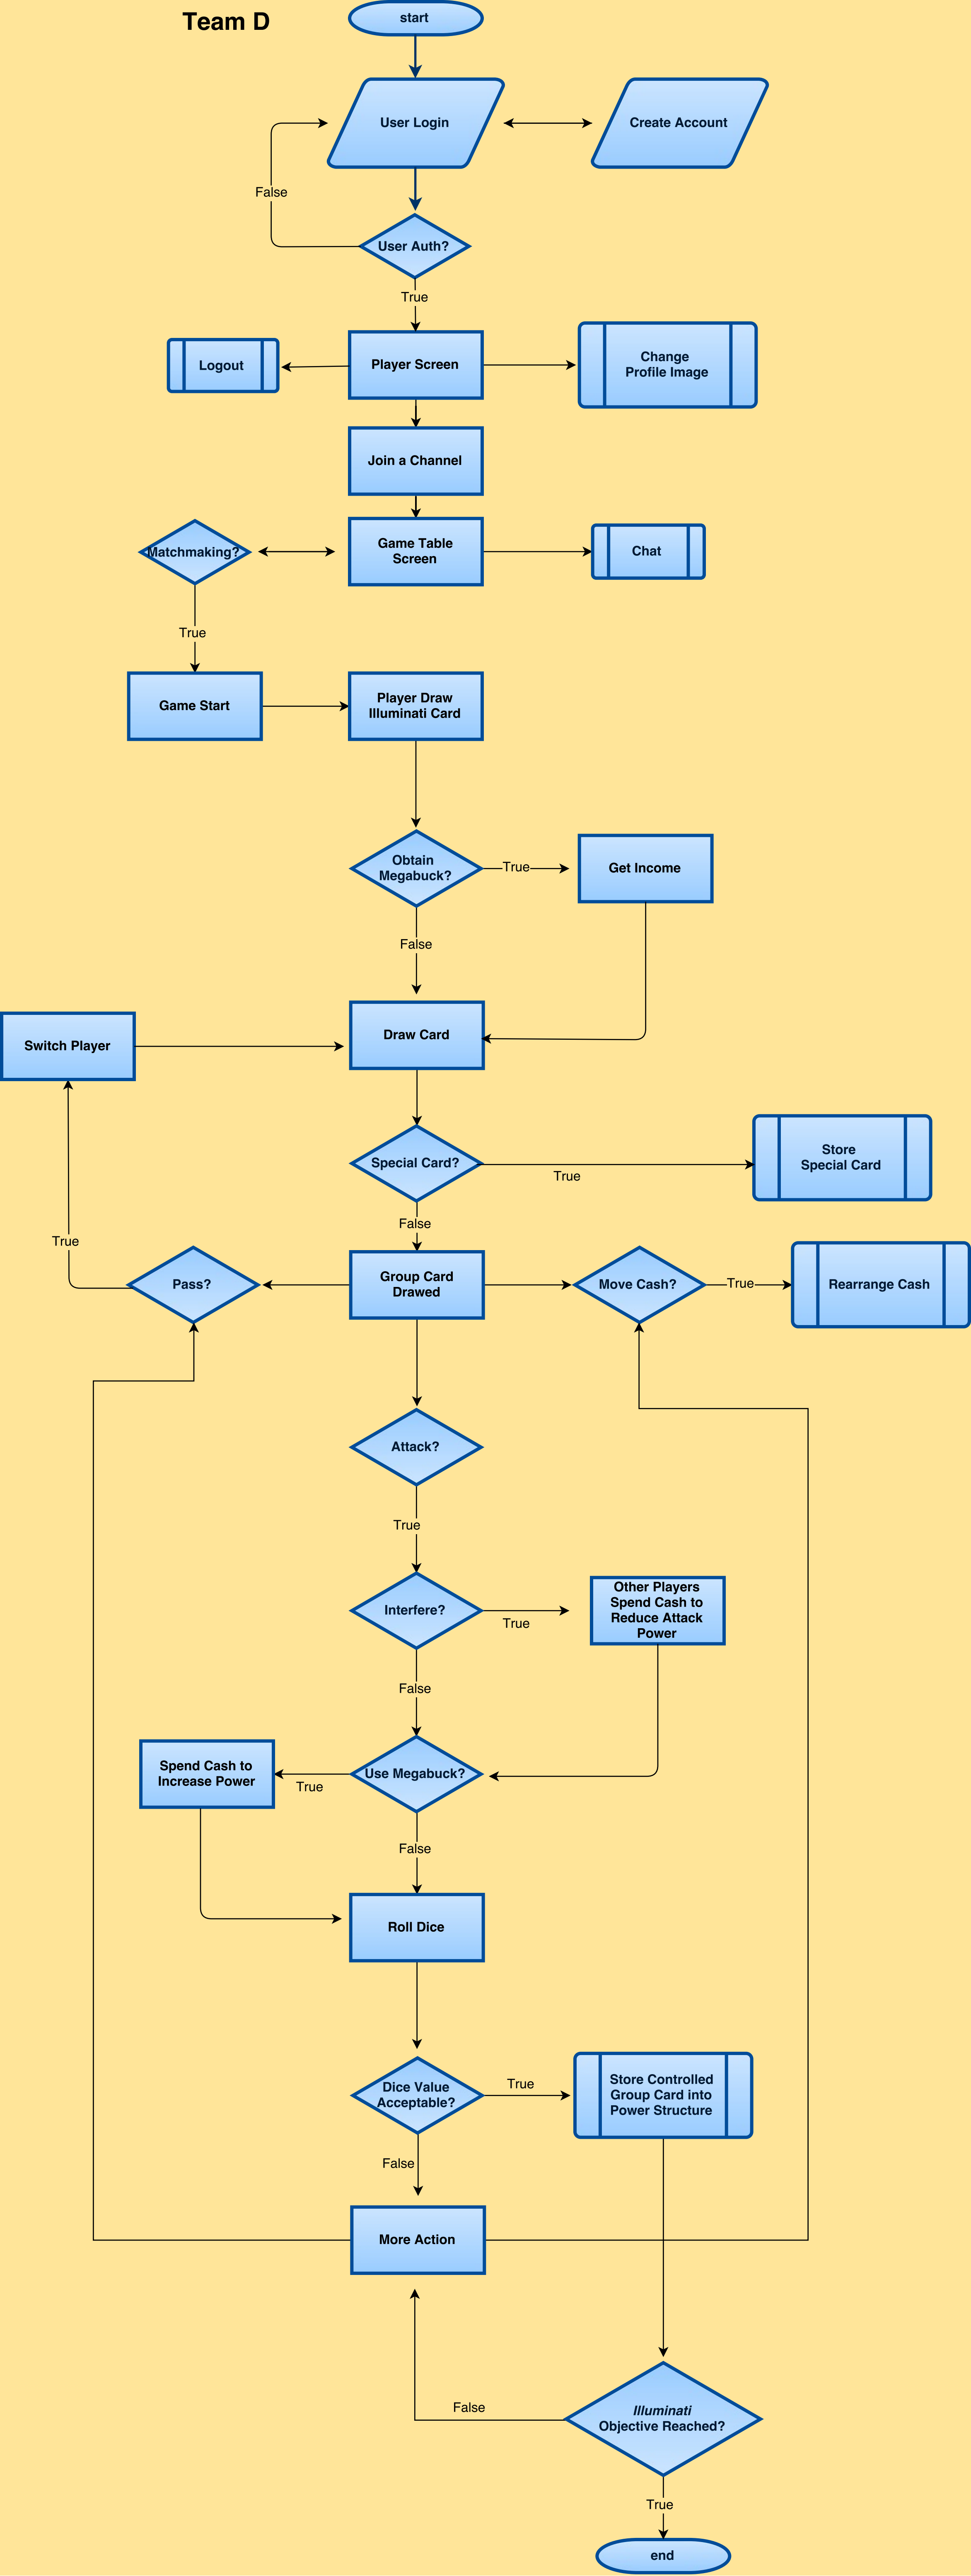 Team D
start
User Login
Create Account
False
User Auth?
True
Logout
Player Screen
Change
Profile Image
Join a Channel
Matchmaking?
Game Table
Screen
Chat
True
Game Start
Player Draw
Illuminati Card
Obtain
Megabuck?
True
Get Income
False
Switch Player
Draw Card
Special Card?
True
Store
Special Card
False
True
Pass?
Group Card
Drawed
Move Cash?
True
Rearrange Cash
Attack?
True
Interfere?
True
Other Players
Spend Cash to
Reduce Attack
Power
False
Spend Cash to
Increase Power
True
Use Megabuck?
False
Roll Dice
Dice Value
Acceptable?
True
Store Controlled
Group Card into
Power Structure
False
More Action
False
Illuminati
Objective Reached?
True
end